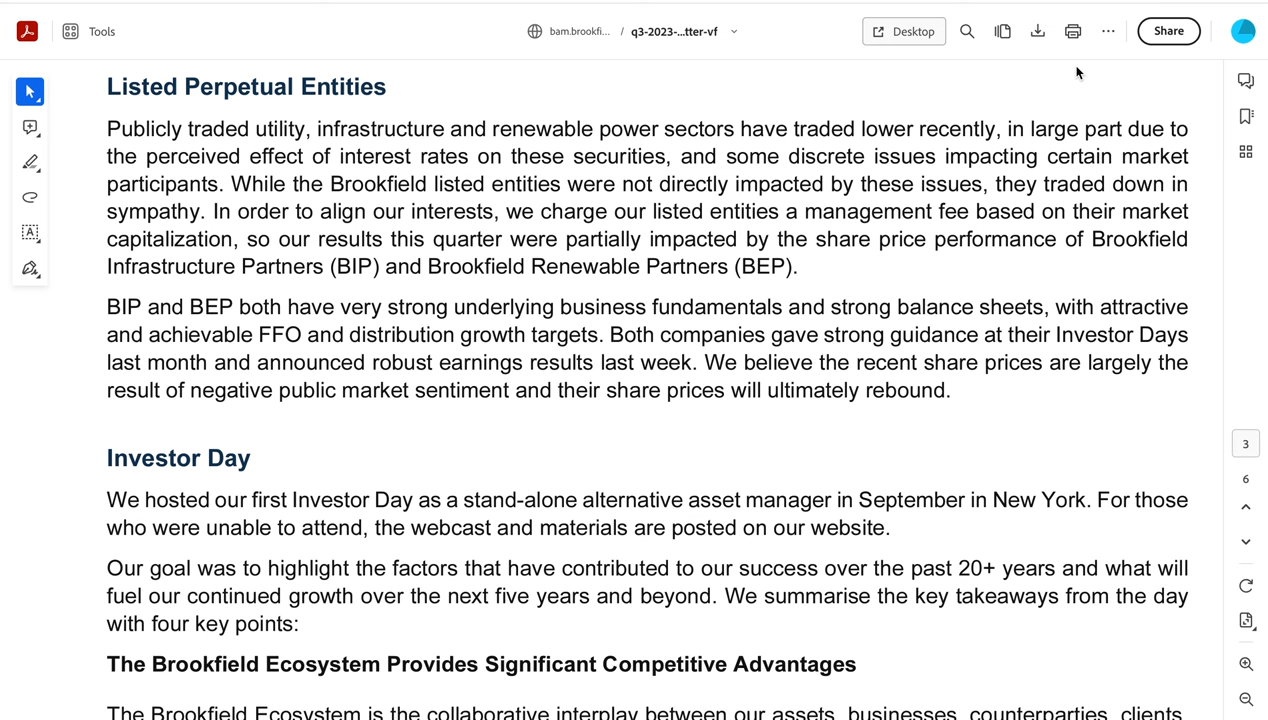 Tools
bam.brookfi... / q3-2023-...tter-vf
Desktop
Share
Listed Perpetual Entities
Publicly traded utility, infrastructure and renewable power sectors have traded lower recently, in large part due to
the perceived effect of interest rates on these securities, and some discrete issues impacting certain market
participants. While the Brookfield listed entities were not directly impacted by these issues, they traded down in
sympathy. In order to align our interests, we charge our listed entities a management fee based on their market
capitalization, so our results this quarter were partially impacted by the share price performance of Brookfield
Infrastructure Partners (BIP) and Brookfield Renewable Partners (BEP).
BIP and BEP both have very strong underlying business fundamentals and strong balance sheets, with attractive
and achievable FFO and distribution growth targets. Both companies gave strong guidance at their Investor Days
last month and announced robust earnings results last week. We believe the recent share prices are largely the
result of negative public market sentiment and their share prices will ultimately rebound.
Investor Day
We hosted our first Investor Day as a stand-alone alternative asset manager in September in New York. For those
who were unable to attend, the webcast and materials are posted on our website.
Our goal was to highlight the factors that have contributed to our success over the past 20+ years and what will
fuel our continued growth over the next five years and beyond. We summarise the key takeaways from the day
with four key points:
The Brookfield Ecosystem Provides Significant Competitive Advantages
The Brookfield Ecosystem is the collaborative interplay between our assets, businesses, counterparties, clients,
3
6